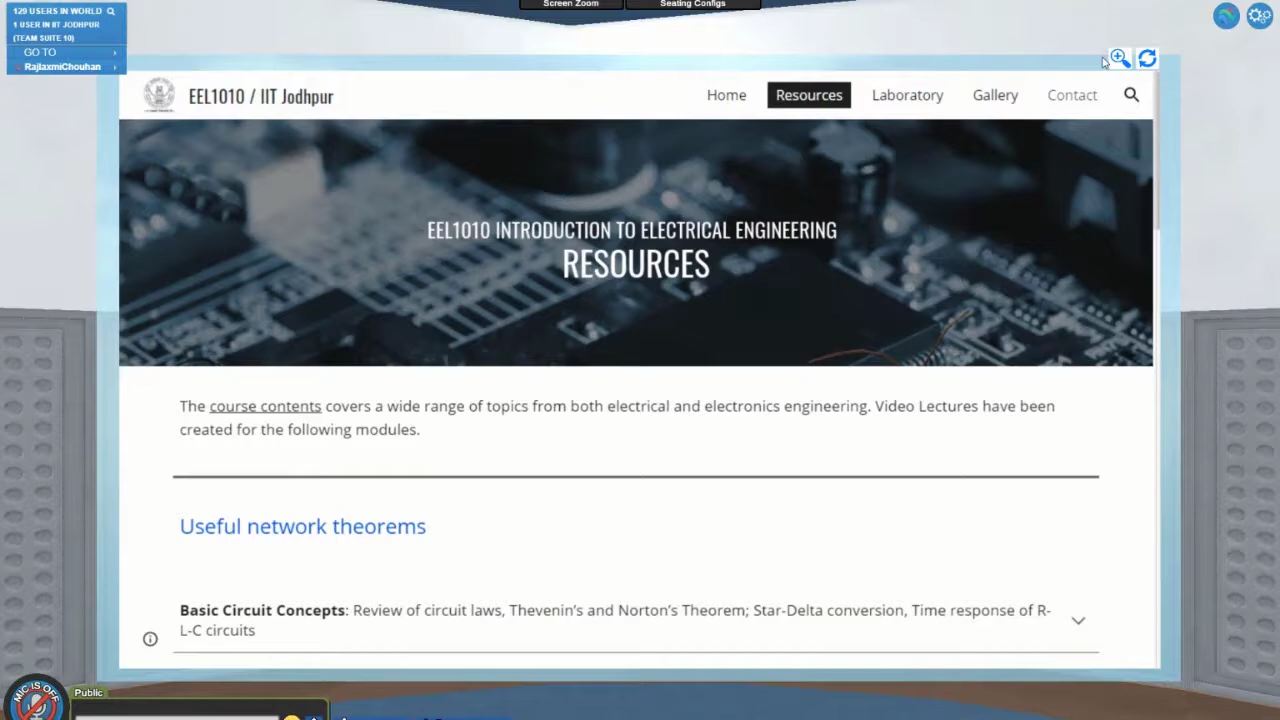 129 USERS IN WORLD
1 USER IN IIT JODHPUR
(TEAM SUITE 10)
GO TO
RajlaxmiChouhan
Screen Zoom
Seating Configs
EEL1010 / IIT Jodhpur
Home
Resources
Laboratory
Gallery
Contact
EEL1010 INTRODUCTION TO ELECTRICAL ENGINEERING
RESOURCES
The course contents covers a wide range of topics from both electrical and electronics engineering. Video Lectures have been
created for the following modules.
Useful network theorems
Basic Circuit Concepts: Review of circuit laws, Thevenin's and Norton's Theorem; Star-Delta conversion, Time response of R-
L-C circuits
MIC IS OFF
Public